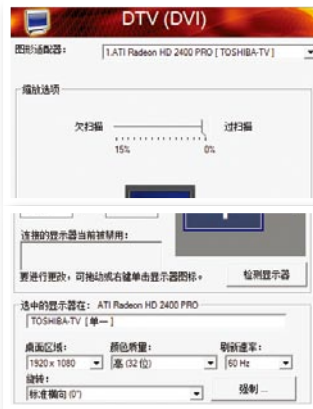 DTV (DVI)
图形适配器：
1.ATI Radeon HD 2400 PRO [ TOSHIBA-TV ]
缩放选项
欠扫描
过扫描
15%
0%
连接的显示器当前被禁用：
要进行更改，可拖动或右键单击显示器图标。
检测显示器
选中的显示器在： ATI Radeon HD 2400 PRO
TOSHIBA-TV [单一]
桌面区域：
颜色质量：
刷新速率：
1920 x 1080
高 (32 位)
60 Hz
旋转：
标准横向 (0°)
强制 ...